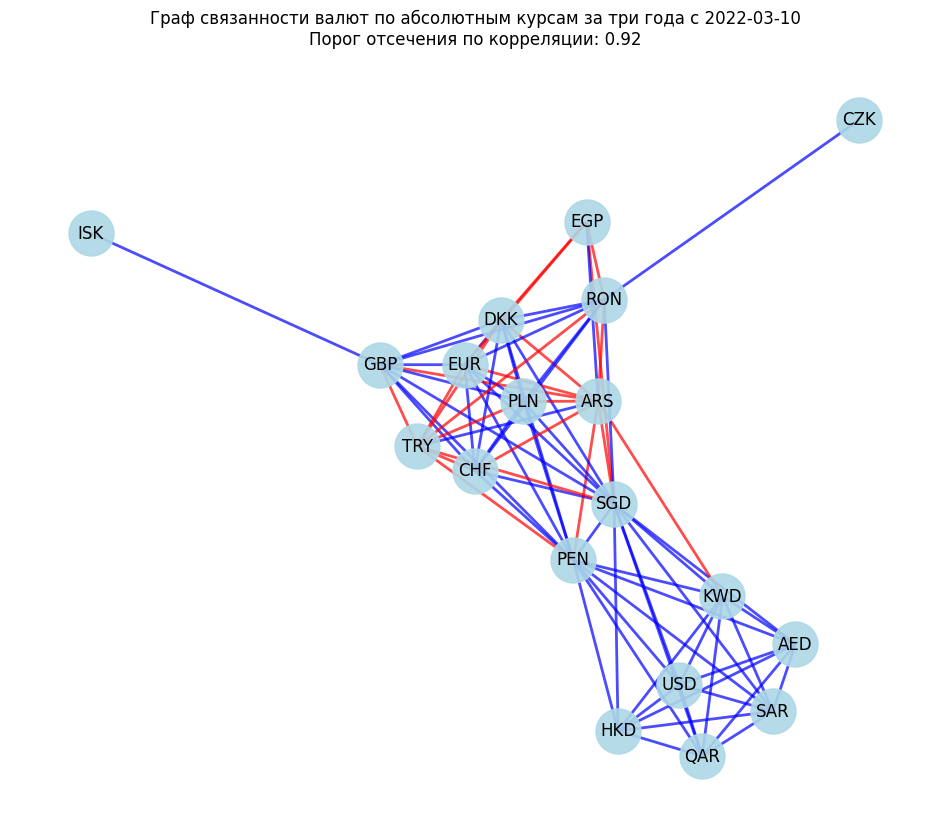 Граф связанности валют по абсолютным курсам за три года с 2022-03-10
Порог отсечения по корреляции: 0.92
CZK
EGP
ISK
RON
DKK
GBP
EUR
PLN
ARS
TRY
CHF
SGD
PEN
KWD
AED
USD
SAR
HKD
QAR